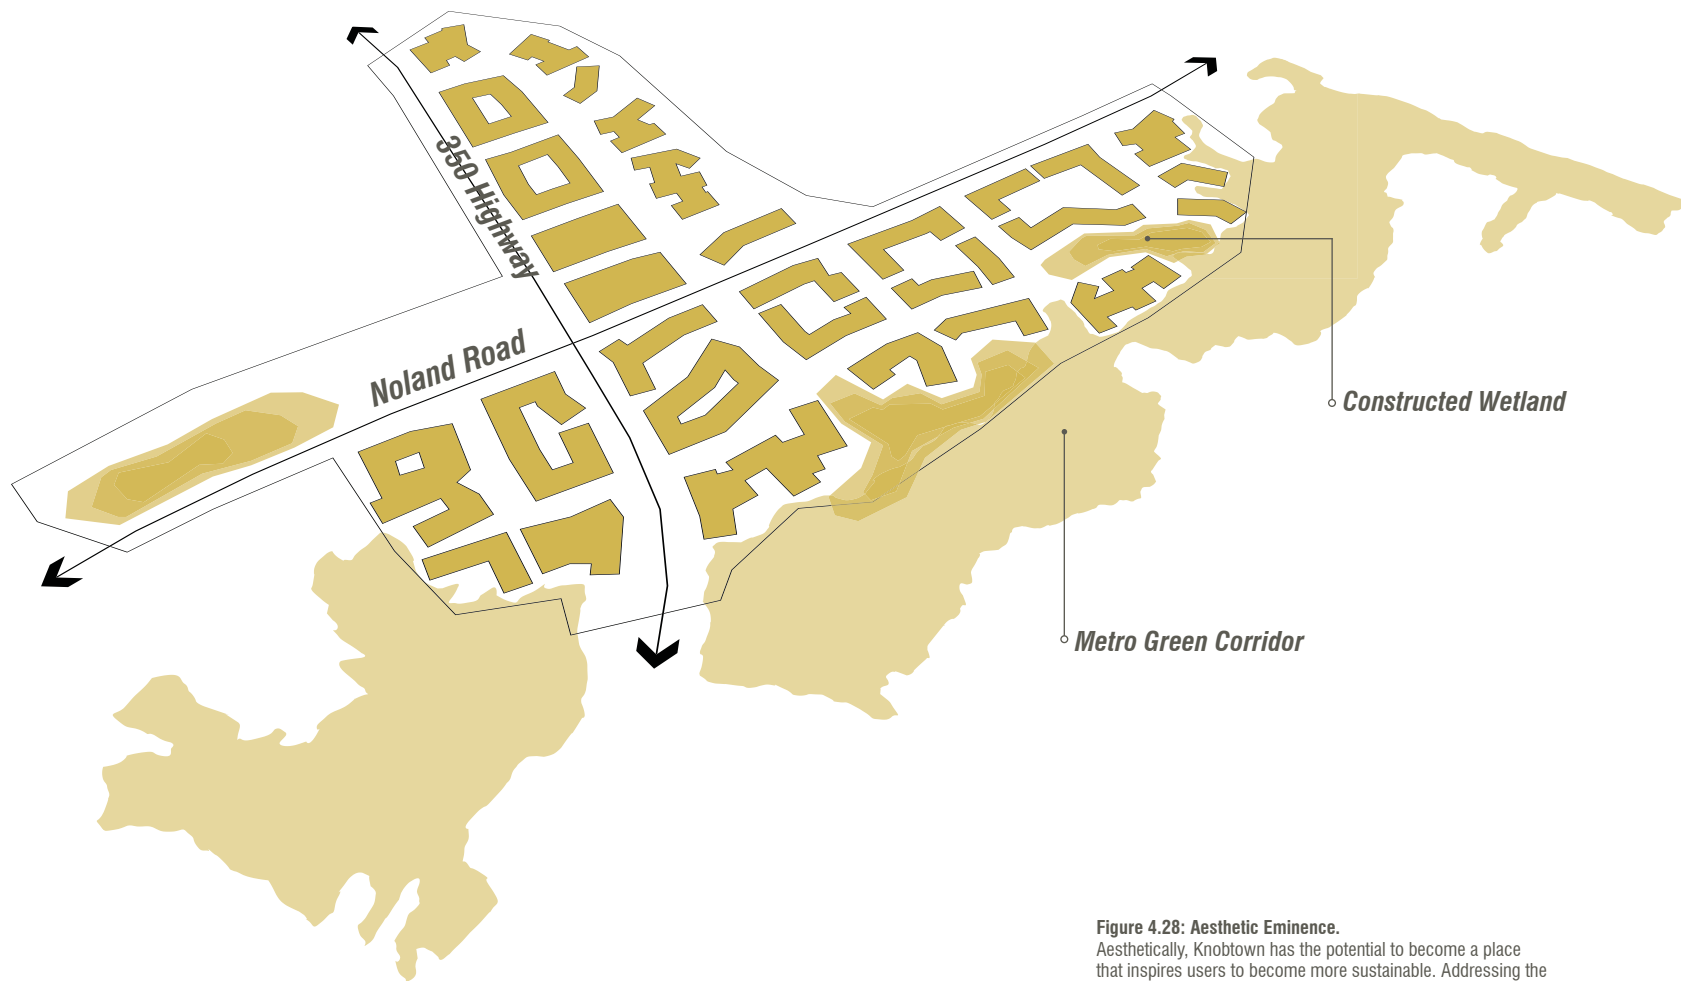 350 Highway
Noland Road
Constructed Wetland
Metro Green Corridor
Figure 4.28: Aesthetic Eminence.
Aesthetically, Knobtown has the potential to become a place
that inspires users to become more sustainable. Addressing the